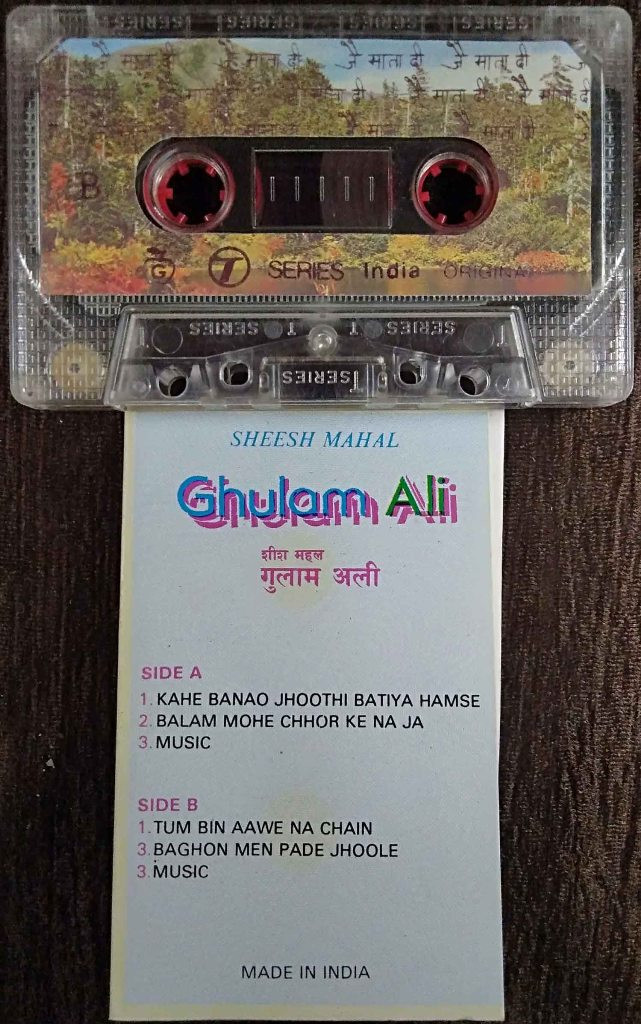 SERIES
जै माता दी जै माता दी जै माता दी
जै माता दी जै माता दी
जै माता दी जै माता दी
B
T SERIES India ORIGINAL
T SERIES T SERIES
T SERIES
SHEESH MAHAL
Ghulam Ali
शीश महल
गुलाम अली
SIDE A
1. KAHE BANAO JHOOTHI BATIYA HAMSE
2. BALAM MOHE CHHOR KE NA JA
3. MUSIC
SIDE B
1. TUM BIN AAWE NA CHAIN
3. BAGHON MEN PADE JHOOLE
3. MUSIC
MADE IN INDIA